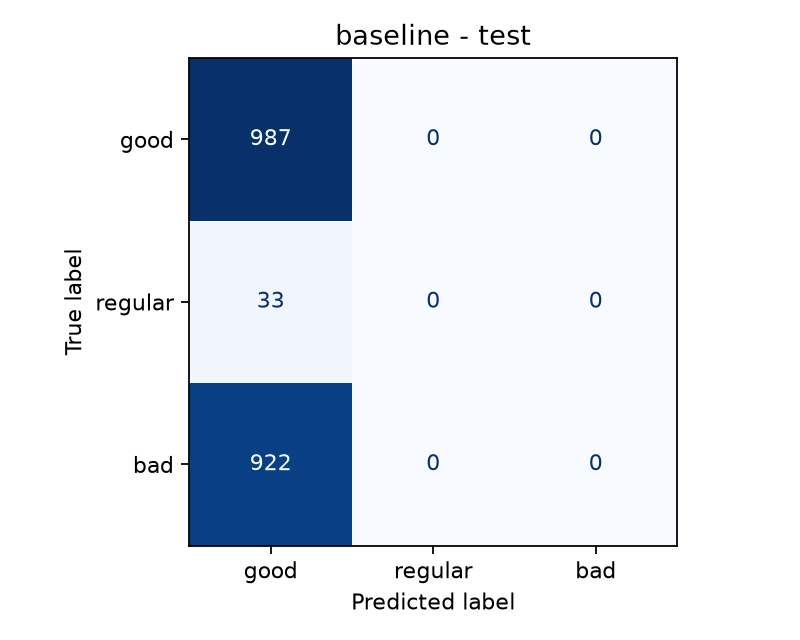 baseline - test
True label
good 987 0 0
regular 33 0 0
bad 922 0 0
good regular bad
Predicted label